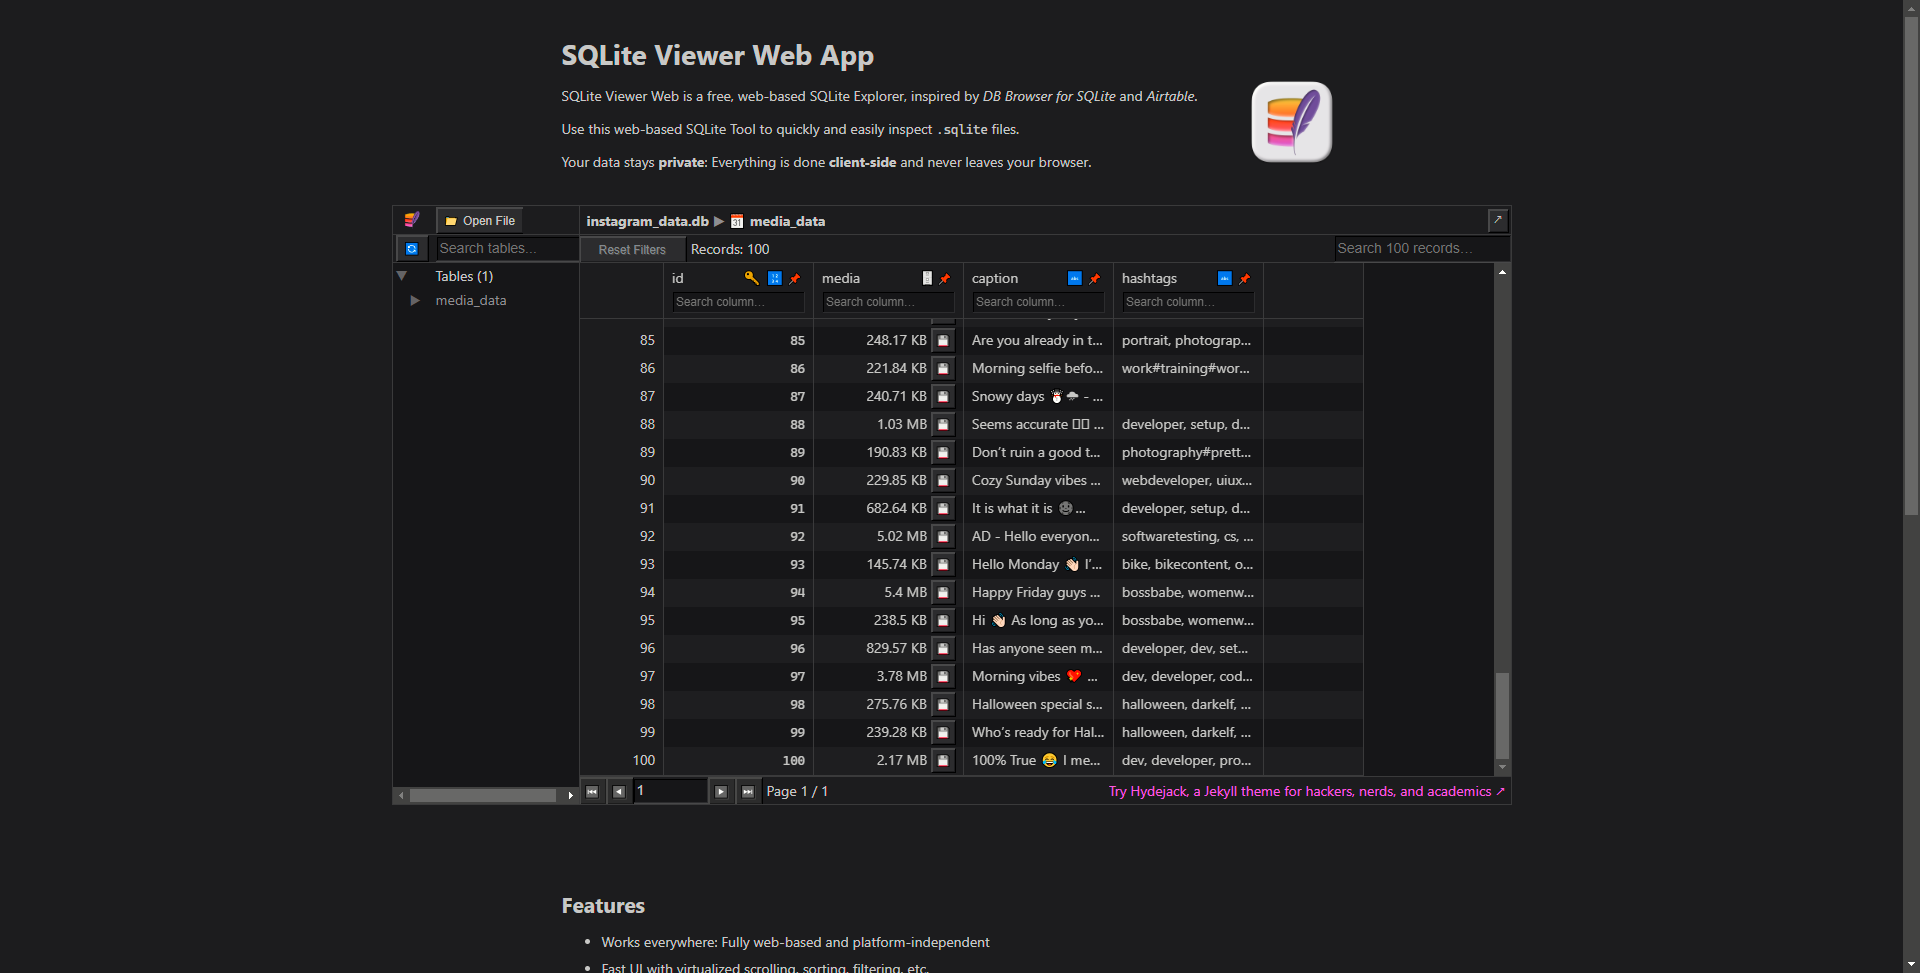 SQLite Viewer Web App
SQLite Viewer Web is a free, web-based SQLite Explorer, inspired by DB Browser for SQLite and Airtable.
Use this web-based SQLite Tool to quickly and easily inspect .sqlite files.
Your data stays private: Everything is done client-side and never leaves your browser.
Open File
instagram_data.db ▶ media_data
Search tables...
Reset Filters
Records: 100
Search 100 records...
Tables (1)
media_data
id media caption hashtags
Search column... Search column... Search column... Search column...
85 85 248.17 KB Are you already in t... portrait, photograp...
86 86 221.84 KB Morning selfie befo... work#training#wor...
87 87 240.71 KB Snowy days ☃️🌨️ - ...
88 88 1.03 MB Seems accurate ▯▯ ... developer, setup, d...
89 89 190.83 KB Don’t ruin a good t... photography#prett...
90 90 229.85 KB Cozy Sunday vibes ... webdeveloper, uiux...
91 91 682.64 KB It is what it is 🌚... developer, setup, d...
92 92 5.02 MB AD - Hello everyon... softwaretesting, cs, ...
93 93 145.74 KB Hello Monday 👋🏻 I’... bike, bikecontent, o...
94 94 5.4 MB Happy Friday guys ... bossbabe, womenw...
95 95 238.5 KB Hi 👋🏻 As long as yo... bossbabe, womenw...
96 96 829.57 KB Has anyone seen m... developer, dev, set...
97 97 3.78 MB Morning vibes 💖 ... dev, developer, cod...
98 98 275.76 KB Halloween special s... halloween, darkelf, ...
99 99 239.28 KB Who’s ready for Hal... halloween, darkelf, ...
100 100 2.17 MB 100% True 😂 I me... dev, developer, pro...
1 Page 1 / 1
Try Hydejack, a Jekyll theme for hackers, nerds, and academics ↗
Features
• Works everywhere: Fully web-based and platform-independent
• Fast UI with virtualized scrolling, sorting, filtering, etc.